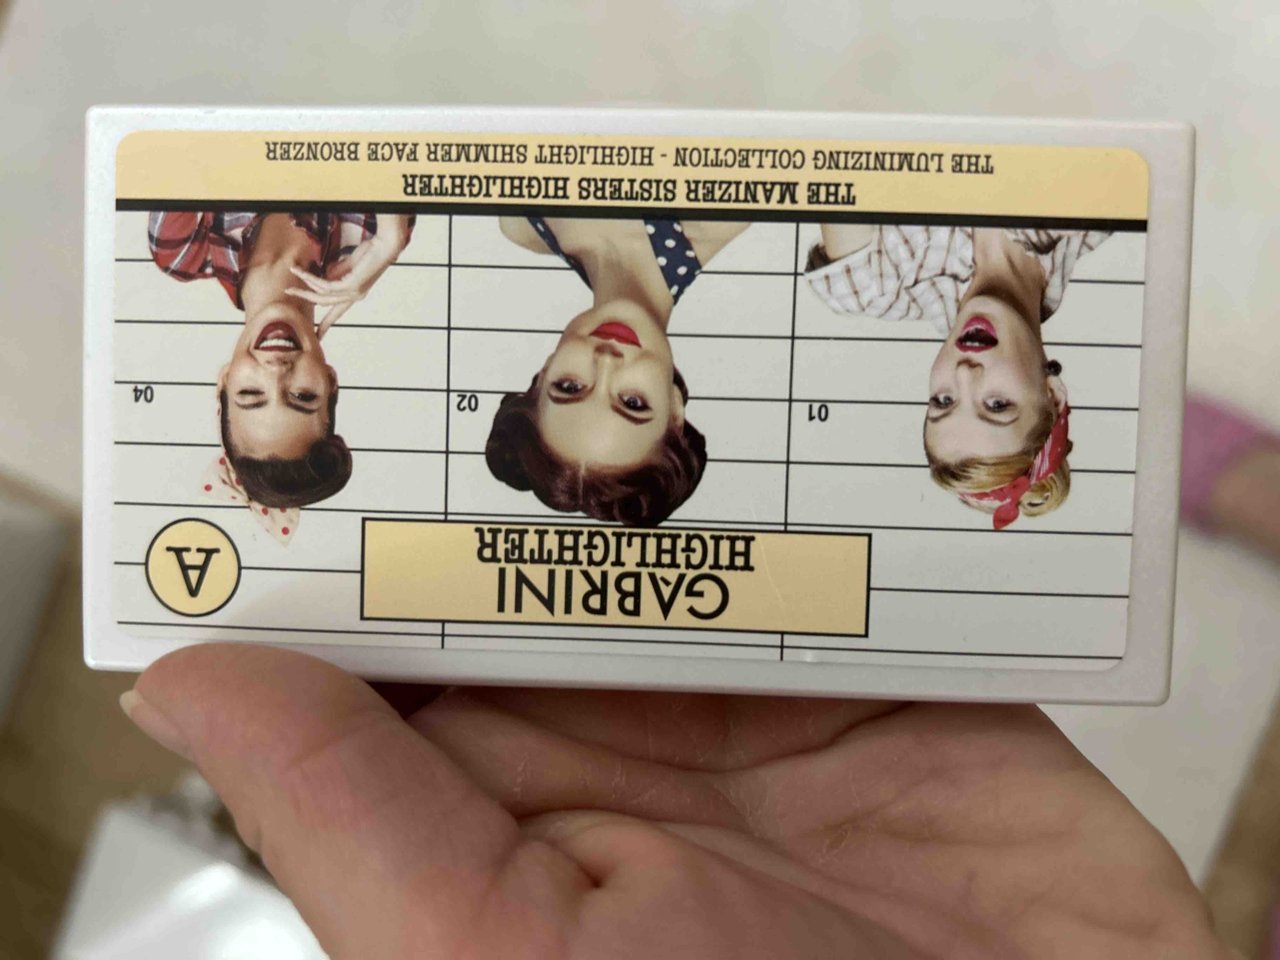 GABRINI
HIGHLIGHTER
A
01
02
04
THE MANIZER SISTERS HIGHLIGHTER
THE LUMINIZING COLLECTION - HIGHLIGHT SHIMMER FACE BRONZER